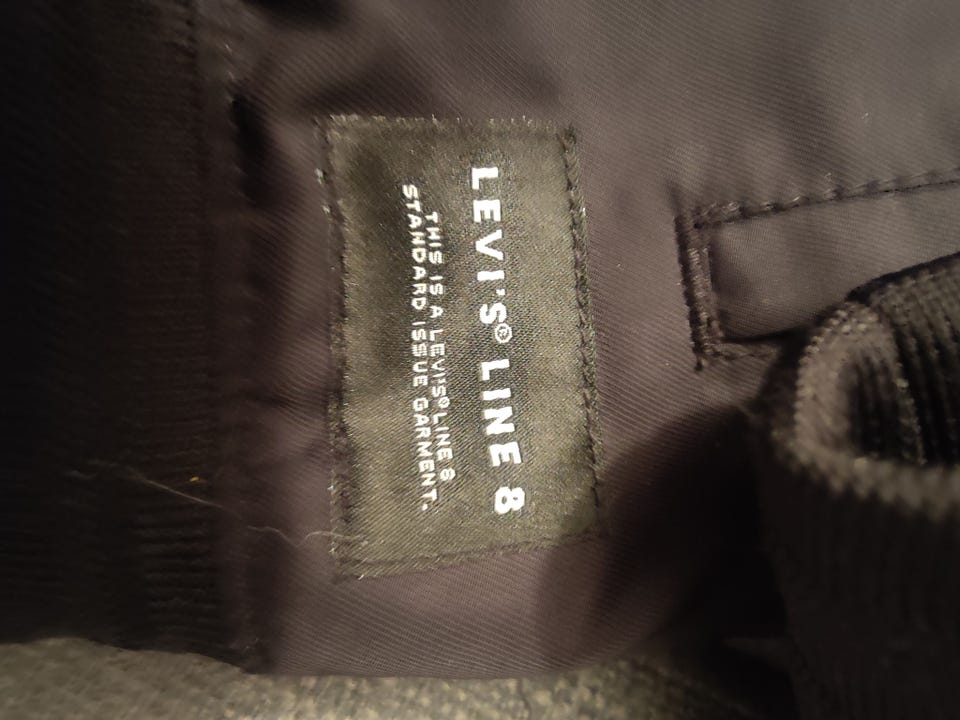 LEVI'S® LINE 8
THIS IS A LEVI'S® LINE 8
STANDARD ISSUE GARMENT.